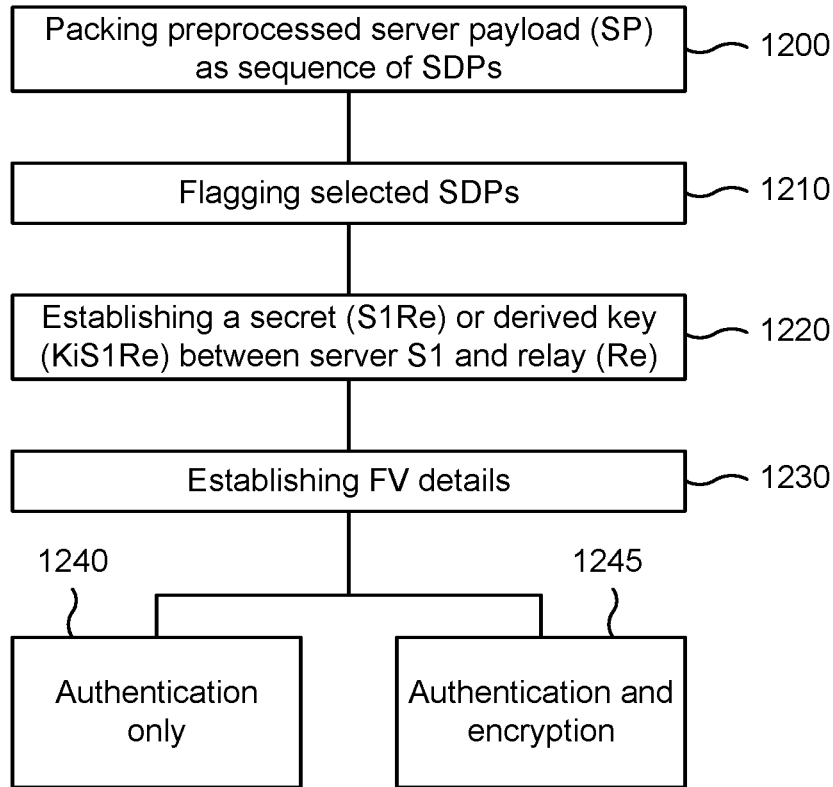 Packing preprocessed server payload (SP)
as sequence of SDPs
1200
Flagging selected SDPs
1210
Establishing a secret (S1Re) or derived key
(KiS1Re) between server S1 and relay (Re)
1220
Establishing FV details
1230
1240
1245
Authentication
only
Authentication and
encryption